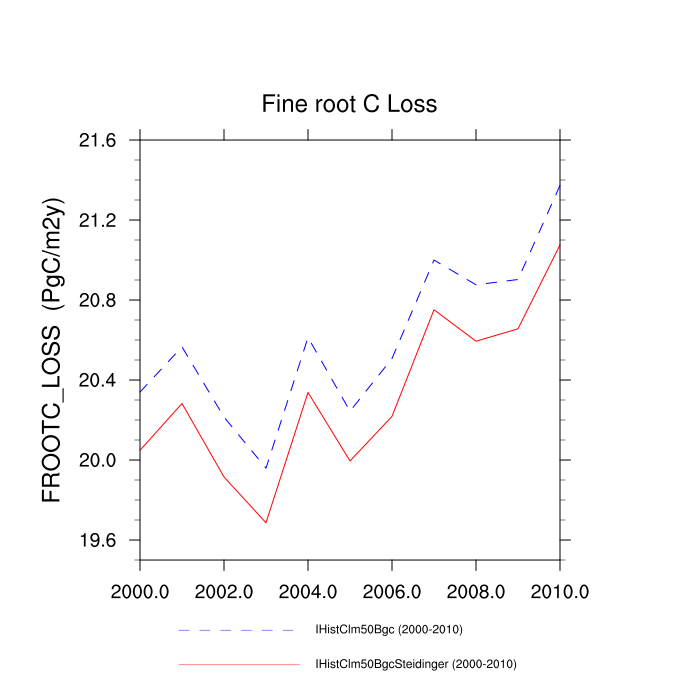 Fine root C Loss
FROOTC_LOSS (PgC/m2y)
21.6
21.2
20.8
20.4
20.0
19.6
2000.0 2002.0 2004.0 2006.0 2008.0 2010.0
IHistClm50Bgc (2000-2010)
IHistClm50BgcSteidinger (2000-2010)